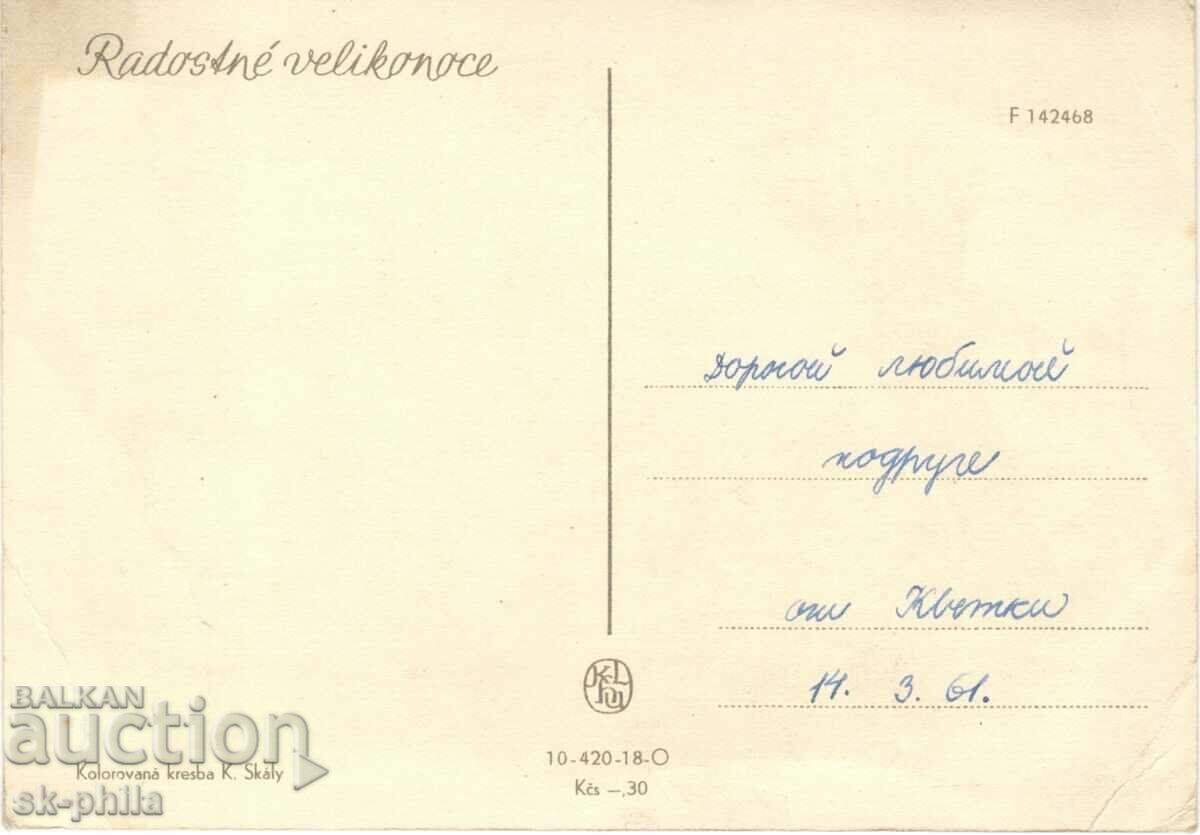 Radostné velikonoce
F 142468
Дорогой любимой
подруге
от Кветки
14. 3. 61.
10-420-18-O
Kčs —,30
Kolorovaná kresba K. Skály
BALKAN
auction
sk-phila